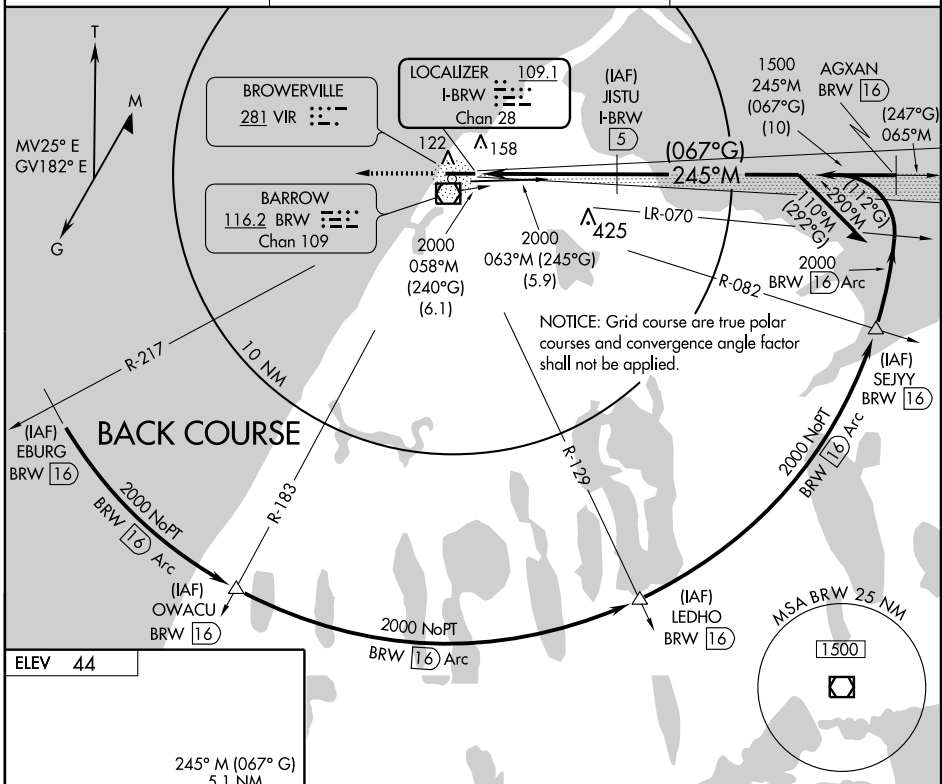 T
M
MV25° E
GV182° E
G
BROWERVILLE
281 VIR
LOCALIZER 109.1
I-BRW
Chan 28
(IAF)
JISTU
I-BRW
5
1500
245°M
(067°G)
(10)
AGXAN
BRW 16
(247°G)
065°M
122
158
(067°G)
245°M
BARROW
116.2 BRW
Chan 109
2000
058°M
(240°G)
(6.1)
2000
063°M (245°G)
(5.9)
425
LR-070
110°M
(292°G)
(112°G)
290°M
2000
BRW 16 Arc
R-082
NOTICE: Grid course are true polar
courses and convergence angle factor
shall not be applied.
(IAF)
SEJYY
BRW 16
R-217
10 NM
(IAF)
EBURG
BRW 16
BACK COURSE
2000 NoPT
BRW 16 Arc
R-183
R-129
2000 NoPT
BRW 16 Arc
(IAF)
OWACU
BRW 16
2000 NoPT
BRW 16 Arc
(IAF)
LEDHO
BRW 16
MSA BRW 25 NM
1500
ELEV 44
245° M (067° G)
5.1 NM